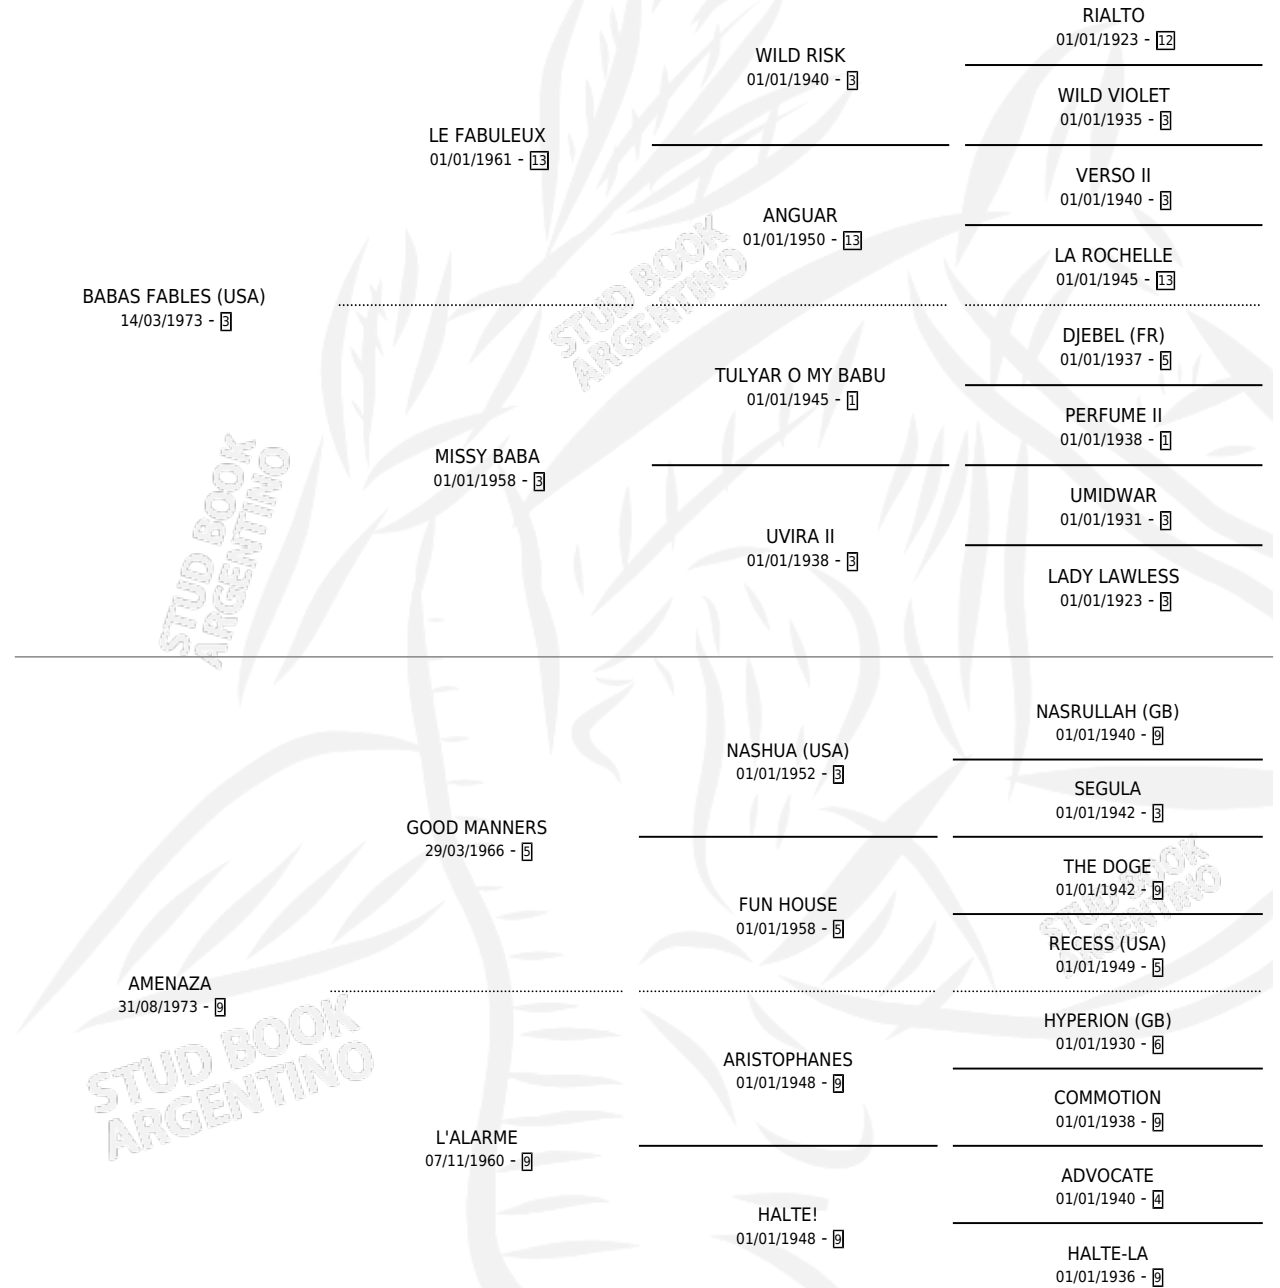 RIALTO
01/01/1923 - 12
WILD RISK
01/01/1940 - 3
WILD VIOLET
01/01/1935 - 3
LE FABULEUX
01/01/1961 - 13
VERSO II
01/01/1940 - 3
ANGUAR
01/01/1950 - 13
LA ROCHELLE
01/01/1945 - 13
BABAS FABLES (USA)
14/03/1973 - 3
DJEBEL (FR)
01/01/1937 - 5
TULYAR O MY BABU
01/01/1945 - 1
PERFUME II
01/01/1938 - 1
MISSY BABA
01/01/1958 - 3
UMIDWAR
01/01/1931 - 3
UVIRA II
01/01/1938 - 3
LADY LAWLESS
01/01/1923 - 3
STUD BOOK
ARGENTINO
STUD BOOK
ARGENTINO
NASRULLAH (GB)
01/01/1940 - 9
NASHUA (USA)
01/01/1952 - 3
SEGULA
01/01/1942 - 3
GOOD MANNERS
29/03/1966 - 5
THE DOGE
01/01/1942 - 9
FUN HOUSE
01/01/1958 - 5
RECESS (USA)
01/01/1949 - 5
AMENAZA
31/08/1973 - 9
HYPERION (GB)
01/01/1930 - 6
ARISTOPHANES
01/01/1948 - 9
COMMOTION
01/01/1938 - 9
L'ALARME
07/11/1960 - 9
ADVOCATE
01/01/1940 - 4
HALTE!
01/01/1948 - 9
HALTE-LA
01/01/1936 - 9
STUD BOOK
ARGENTINO
STUD BOOK
ARGENTINO